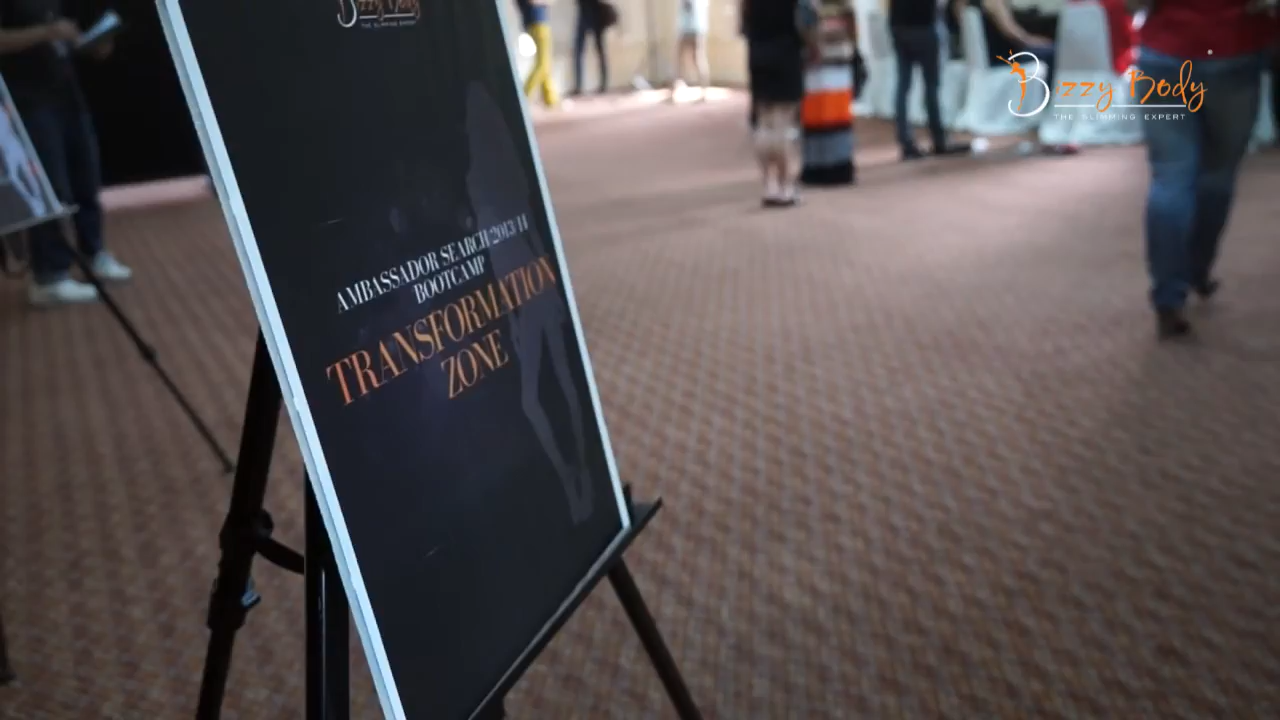 Bizzy Body
THE SLIMMING EXPERT
AMBASSADOR SEARCH 2013/14
BOOTCAMP
TRANSFORMATION
ZONE
Bizzy Body
THE SLIMMING EXPERT